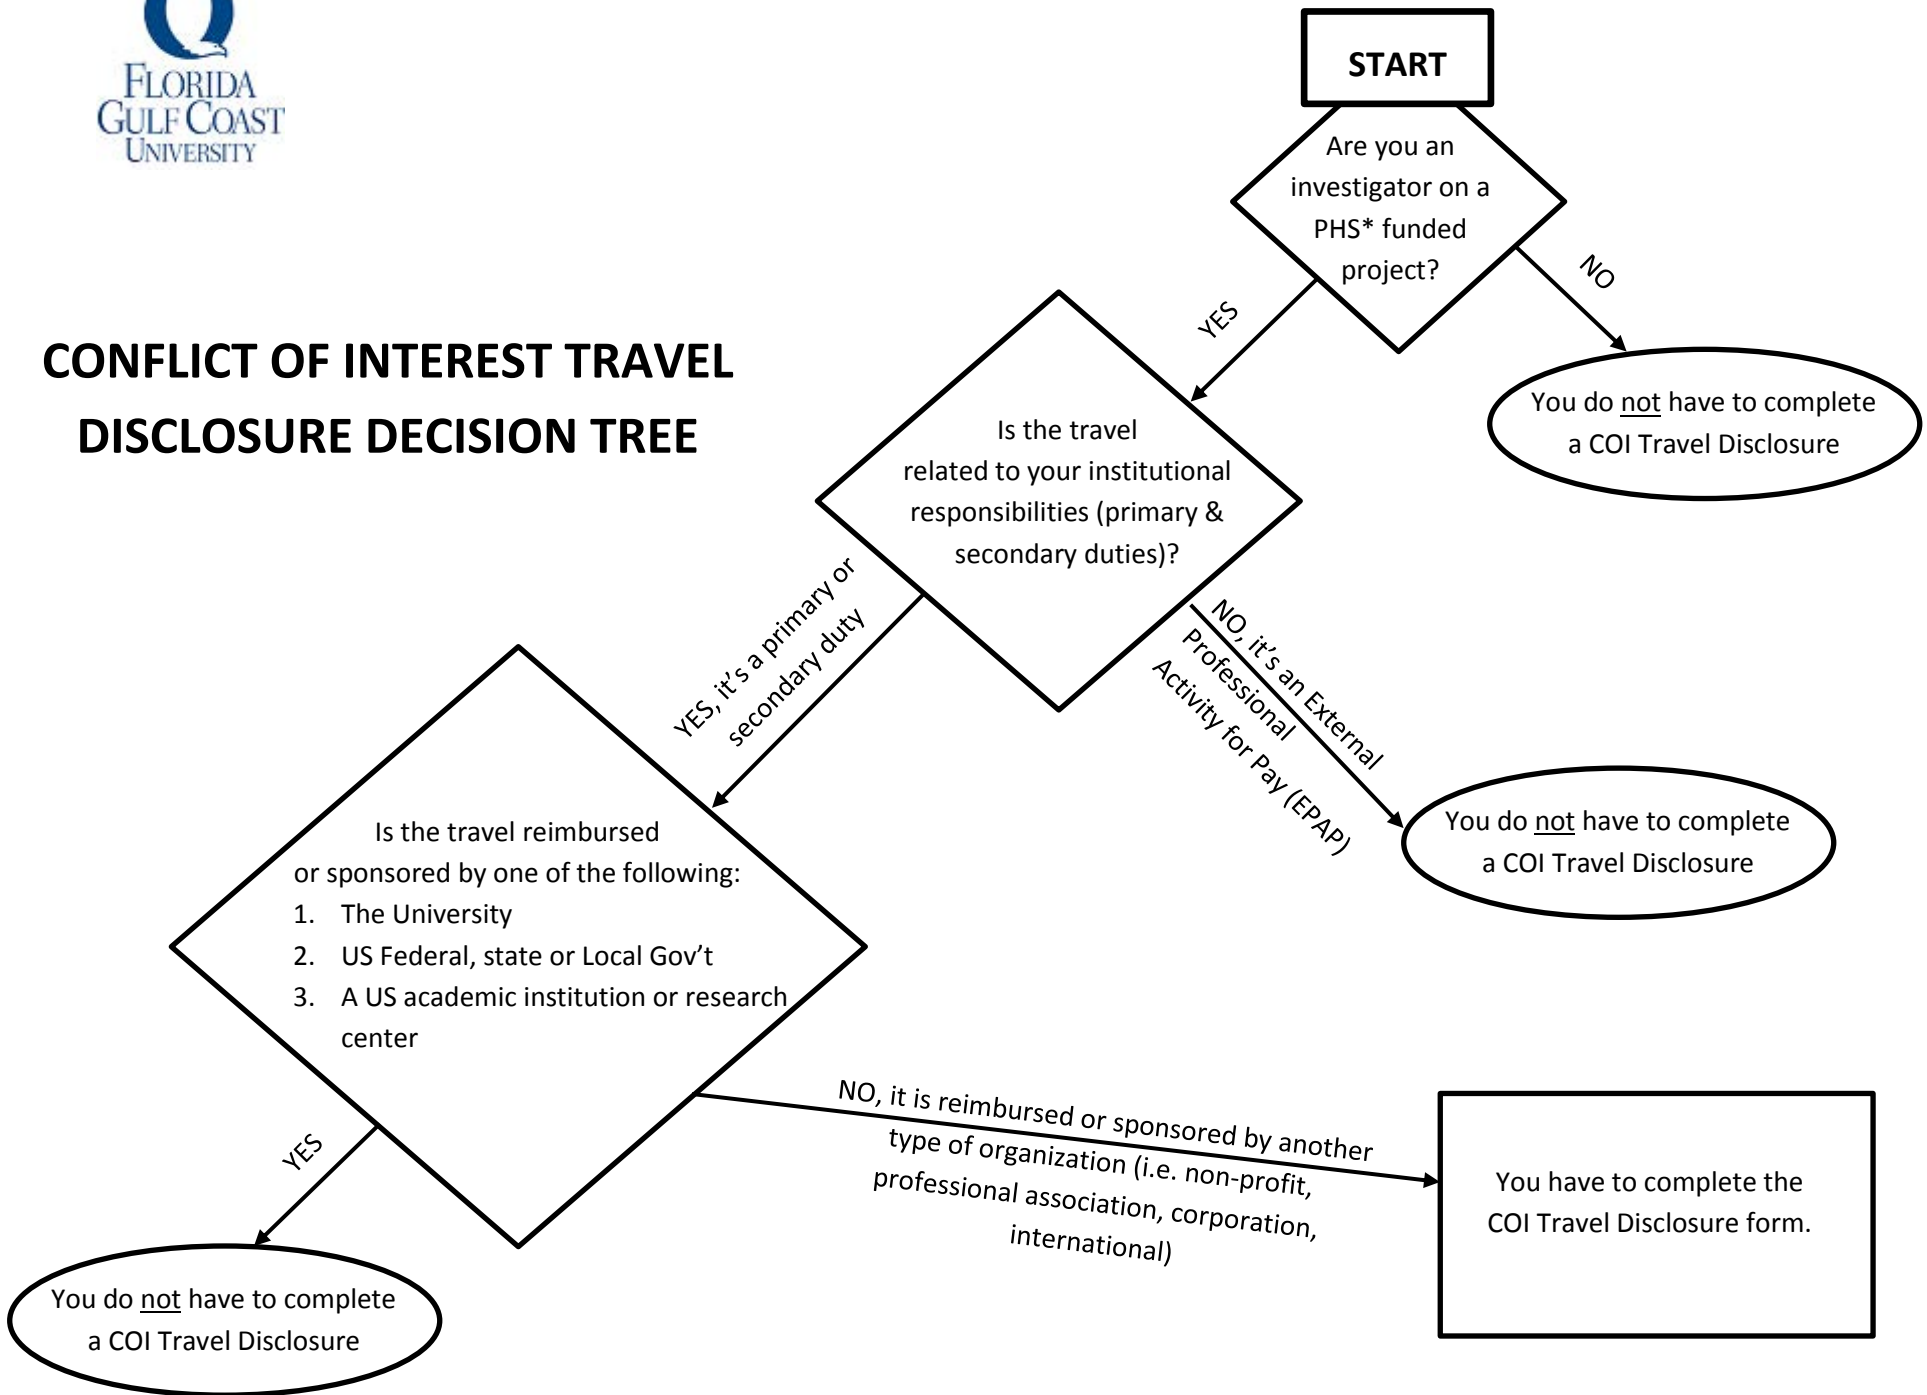 FLORIDA
GULF COAST
UNIVERSITY
CONFLICT OF INTEREST TRAVEL
DISCLOSURE DECISION TREE
START
Are you an
investigator on a
PHS* funded
project?
NO
You do not have to complete
a COI Travel Disclosure
YES
Is the travel
related to your institutional
responsibilities (primary &
secondary duties)?
NO, it's an External
Professional
Activity for Pay (EPAP)
You do not have to complete
a COI Travel Disclosure
YES, it's a primary or
secondary duty
Is the travel reimbursed
or sponsored by one of the following:
1. The University
2. US Federal, state or Local Gov't
3. A US academic institution or research
center
NO, it is reimbursed or sponsored by another
type of organization (i.e. non-profit,
professional association, corporation,
international)
You have to complete the
COI Travel Disclosure form.
YES
You do not have to complete
a COI Travel Disclosure